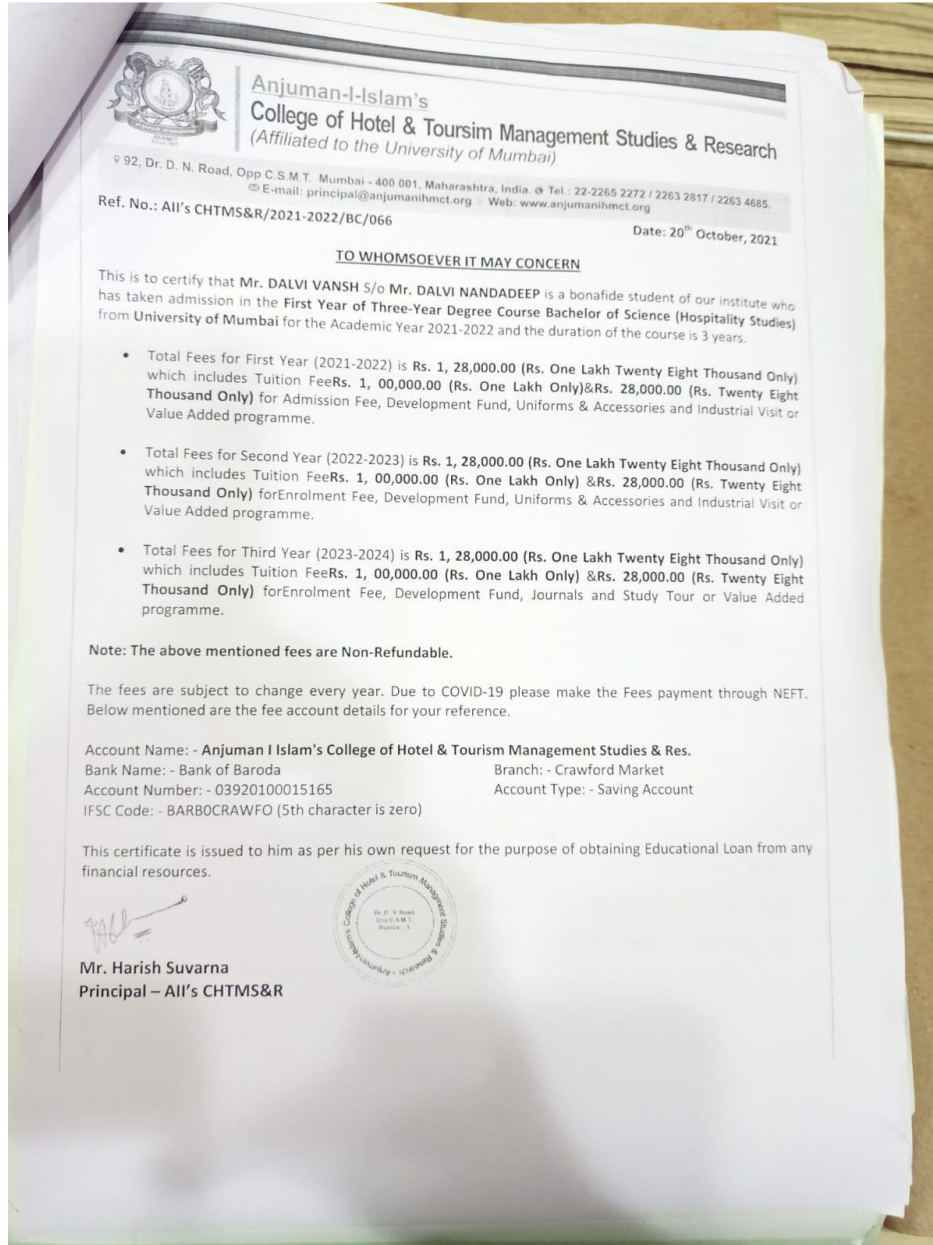 Anjuman-I-Islam's
College of Hotel & Toursim Management Studies & Research
(Affiliated to the University of Mumbai)
92, Dr. D. N. Road, Opp C.S.M.T. Mumbai - 400 001, Maharashtra, India. Tel.: 22-2265 2272 / 2263 2817 / 2263 4685.
E-mail: principal@anjumanihmct.org Web: www.anjumanihmct.org
Ref. No.: AII's CHTMS&R/2021-2022/BC/066
Date: 20th October, 2021
TO WHOMSOEVER IT MAY CONCERN
This is to certify that Mr. DALVI VANSH S/o Mr. DALVI NANDADEEP is a bonafide student of our institute who
has taken admission in the First Year of Three-Year Degree Course Bachelor of Science (Hospitality Studies)
from University of Mumbai for the Academic Year 2021-2022 and the duration of the course is 3 years.
• Total Fees for First Year (2021-2022) is Rs. 1, 28,000.00 (Rs. One Lakh Twenty Eight Thousand Only)
which includes Tuition FeeRs. 1, 00,000.00 (Rs. One Lakh Only)&Rs. 28,000.00 (Rs. Twenty Eight
Thousand Only) for Admission Fee, Development Fund, Uniforms & Accessories and Industrial Visit or
Value Added programme.
• Total Fees for Second Year (2022-2023) is Rs. 1, 28,000.00 (Rs. One Lakh Twenty Eight Thousand Only)
which includes Tuition FeeRs. 1, 00,000.00 (Rs. One Lakh Only) &Rs. 28,000.00 (Rs. Twenty Eight
Thousand Only) forEnrolment Fee, Development Fund, Uniforms & Accessories and Industrial Visit or
Value Added programme.
• Total Fees for Third Year (2023-2024) is Rs. 1, 28,000.00 (Rs. One Lakh Twenty Eight Thousand Only)
which includes Tuition FeeRs. 1, 00,000.00 (Rs. One Lakh Only) &Rs. 28,000.00 (Rs. Twenty Eight
Thousand Only) forEnrolment Fee, Development Fund, Journals and Study Tour or Value Added
programme.
Note: The above mentioned fees are Non-Refundable.
The fees are subject to change every year. Due to COVID-19 please make the Fees payment through NEFT.
Below mentioned are the fee account details for your reference.
Account Name: - Anjuman I Islam's College of Hotel & Tourism Management Studies & Res.
Bank Name: - Bank of Baroda Branch: - Crawford Market
Account Number: - 03920100015165 Account Type: - Saving Account
IFSC Code: - BARB0CRAWFO (5th character is zero)
This certificate is issued to him as per his own request for the purpose of obtaining Educational Loan from any
financial resources.
Anjuman-I-Islam's College of Hotel & Tourism Management Studies & Research
Dr. D. N. Road
Opp C.S.M.T.
Mumbai - 1.
Mr. Harish Suvarna
Principal – AII's CHTMS&R